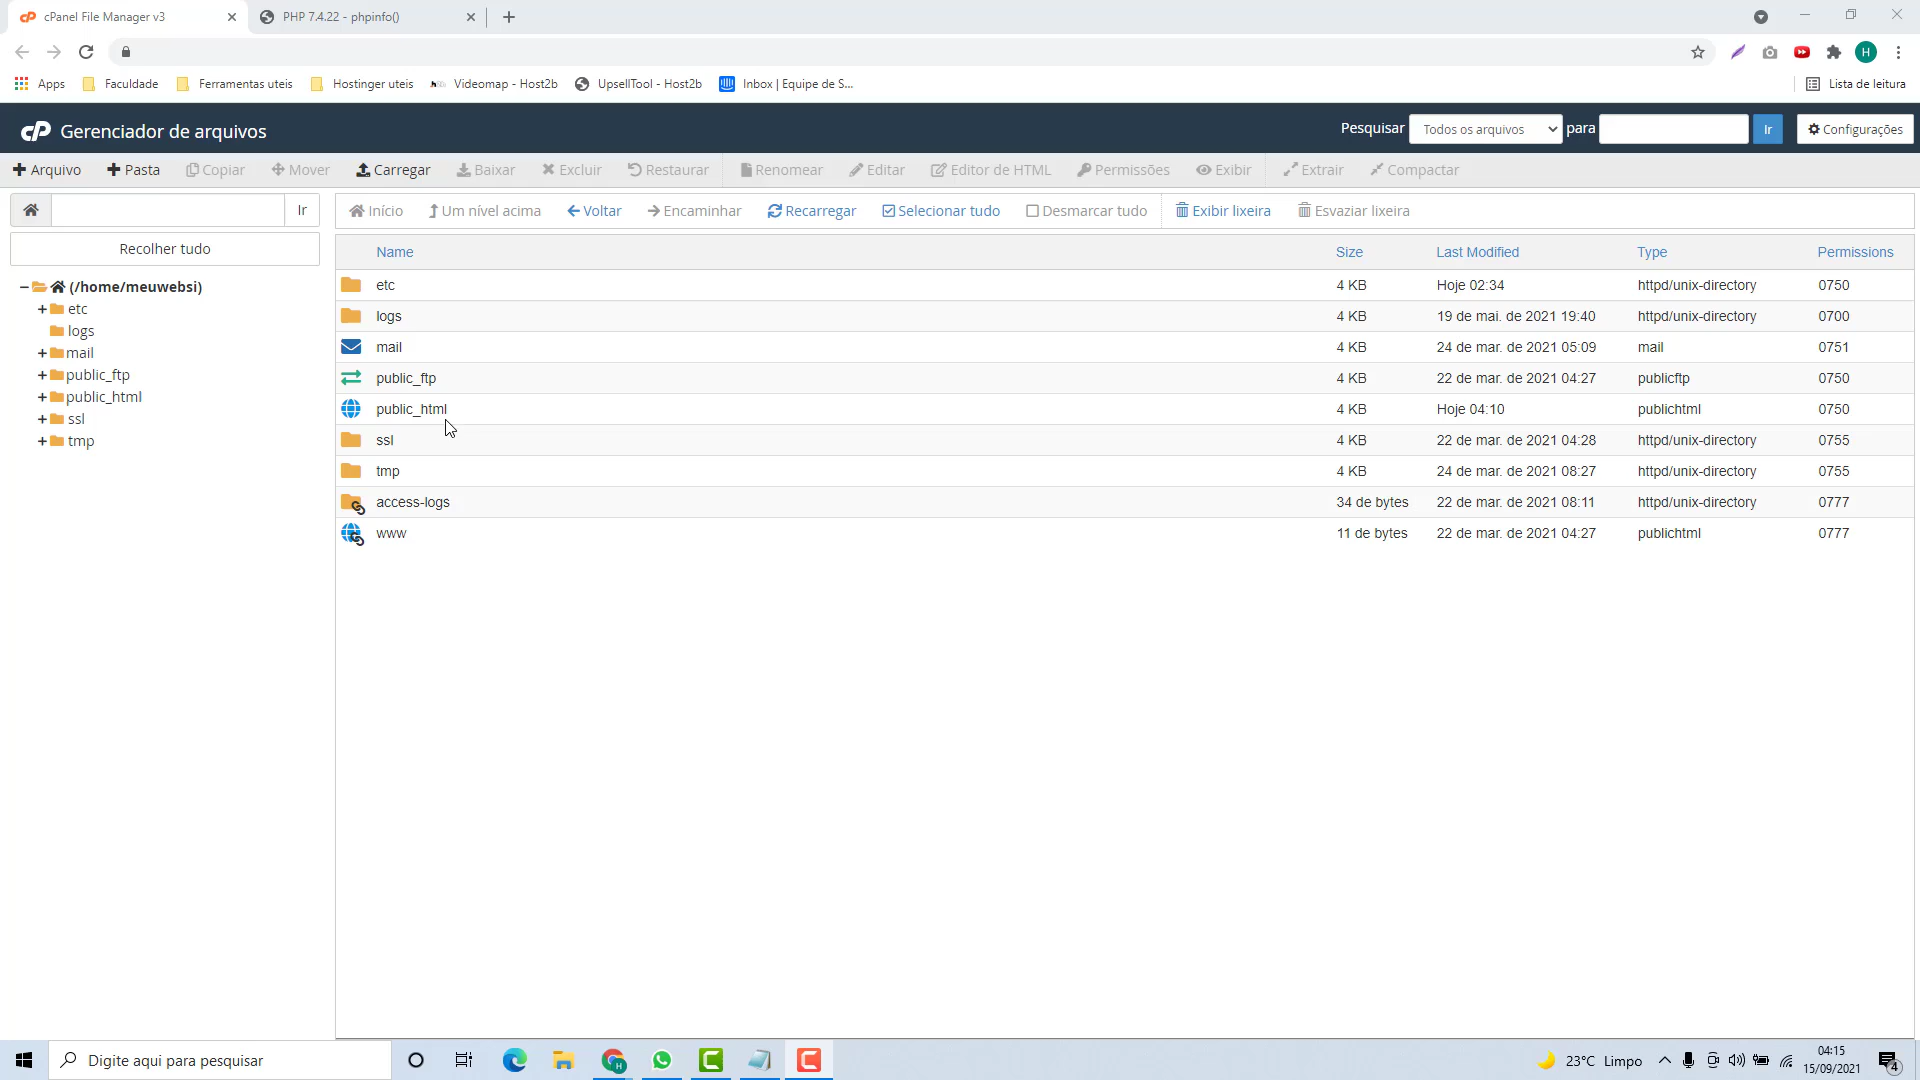 cPanel File Manager v3
PHP 7.4.22 - phpinfo()
Apps Faculdade Ferramentas uteis Hostinger uteis Videomap - Host2b UpsellTool - Host2b Inbox | Equipe de S... Lista de leitura
cP Gerenciador de arquivos Pesquisar Todos os arquivos para Ir Configurações
Arquivo Pasta Copiar Mover Carregar Baixar Excluir Restaurar Renomear Editar Editor de HTML Permissões Exibir Extrair Compactar
Ir Início Um nível acima Voltar Encaminhar Recarregar Selecionar tudo Desmarcar tudo Exibir lixeira Esvaziar lixeira
Recolher tudo
(/home/meuwebsi)
etc
logs
mail
public_ftp
public_html
ssl
tmp
Name Size Last Modified Type Permissions
etc 4 KB Hoje 02:34 httpd/unix-directory 0750
logs 4 KB 19 de mai. de 2021 19:40 httpd/unix-directory 0700
mail 4 KB 24 de mar. de 2021 05:09 mail 0751
public_ftp 4 KB 22 de mar. de 2021 04:27 publicftp 0750
public_html 4 KB Hoje 04:10 publichtml 0750
ssl 4 KB 22 de mar. de 2021 04:28 httpd/unix-directory 0755
tmp 4 KB 24 de mar. de 2021 08:27 httpd/unix-directory 0755
access-logs 34 de bytes 22 de mar. de 2021 08:11 httpd/unix-directory 0777
www 11 de bytes 22 de mar. de 2021 04:27 publichtml 0777
Digite aqui para pesquisar 23°C Limpo 04:15
15/09/2021
4
H